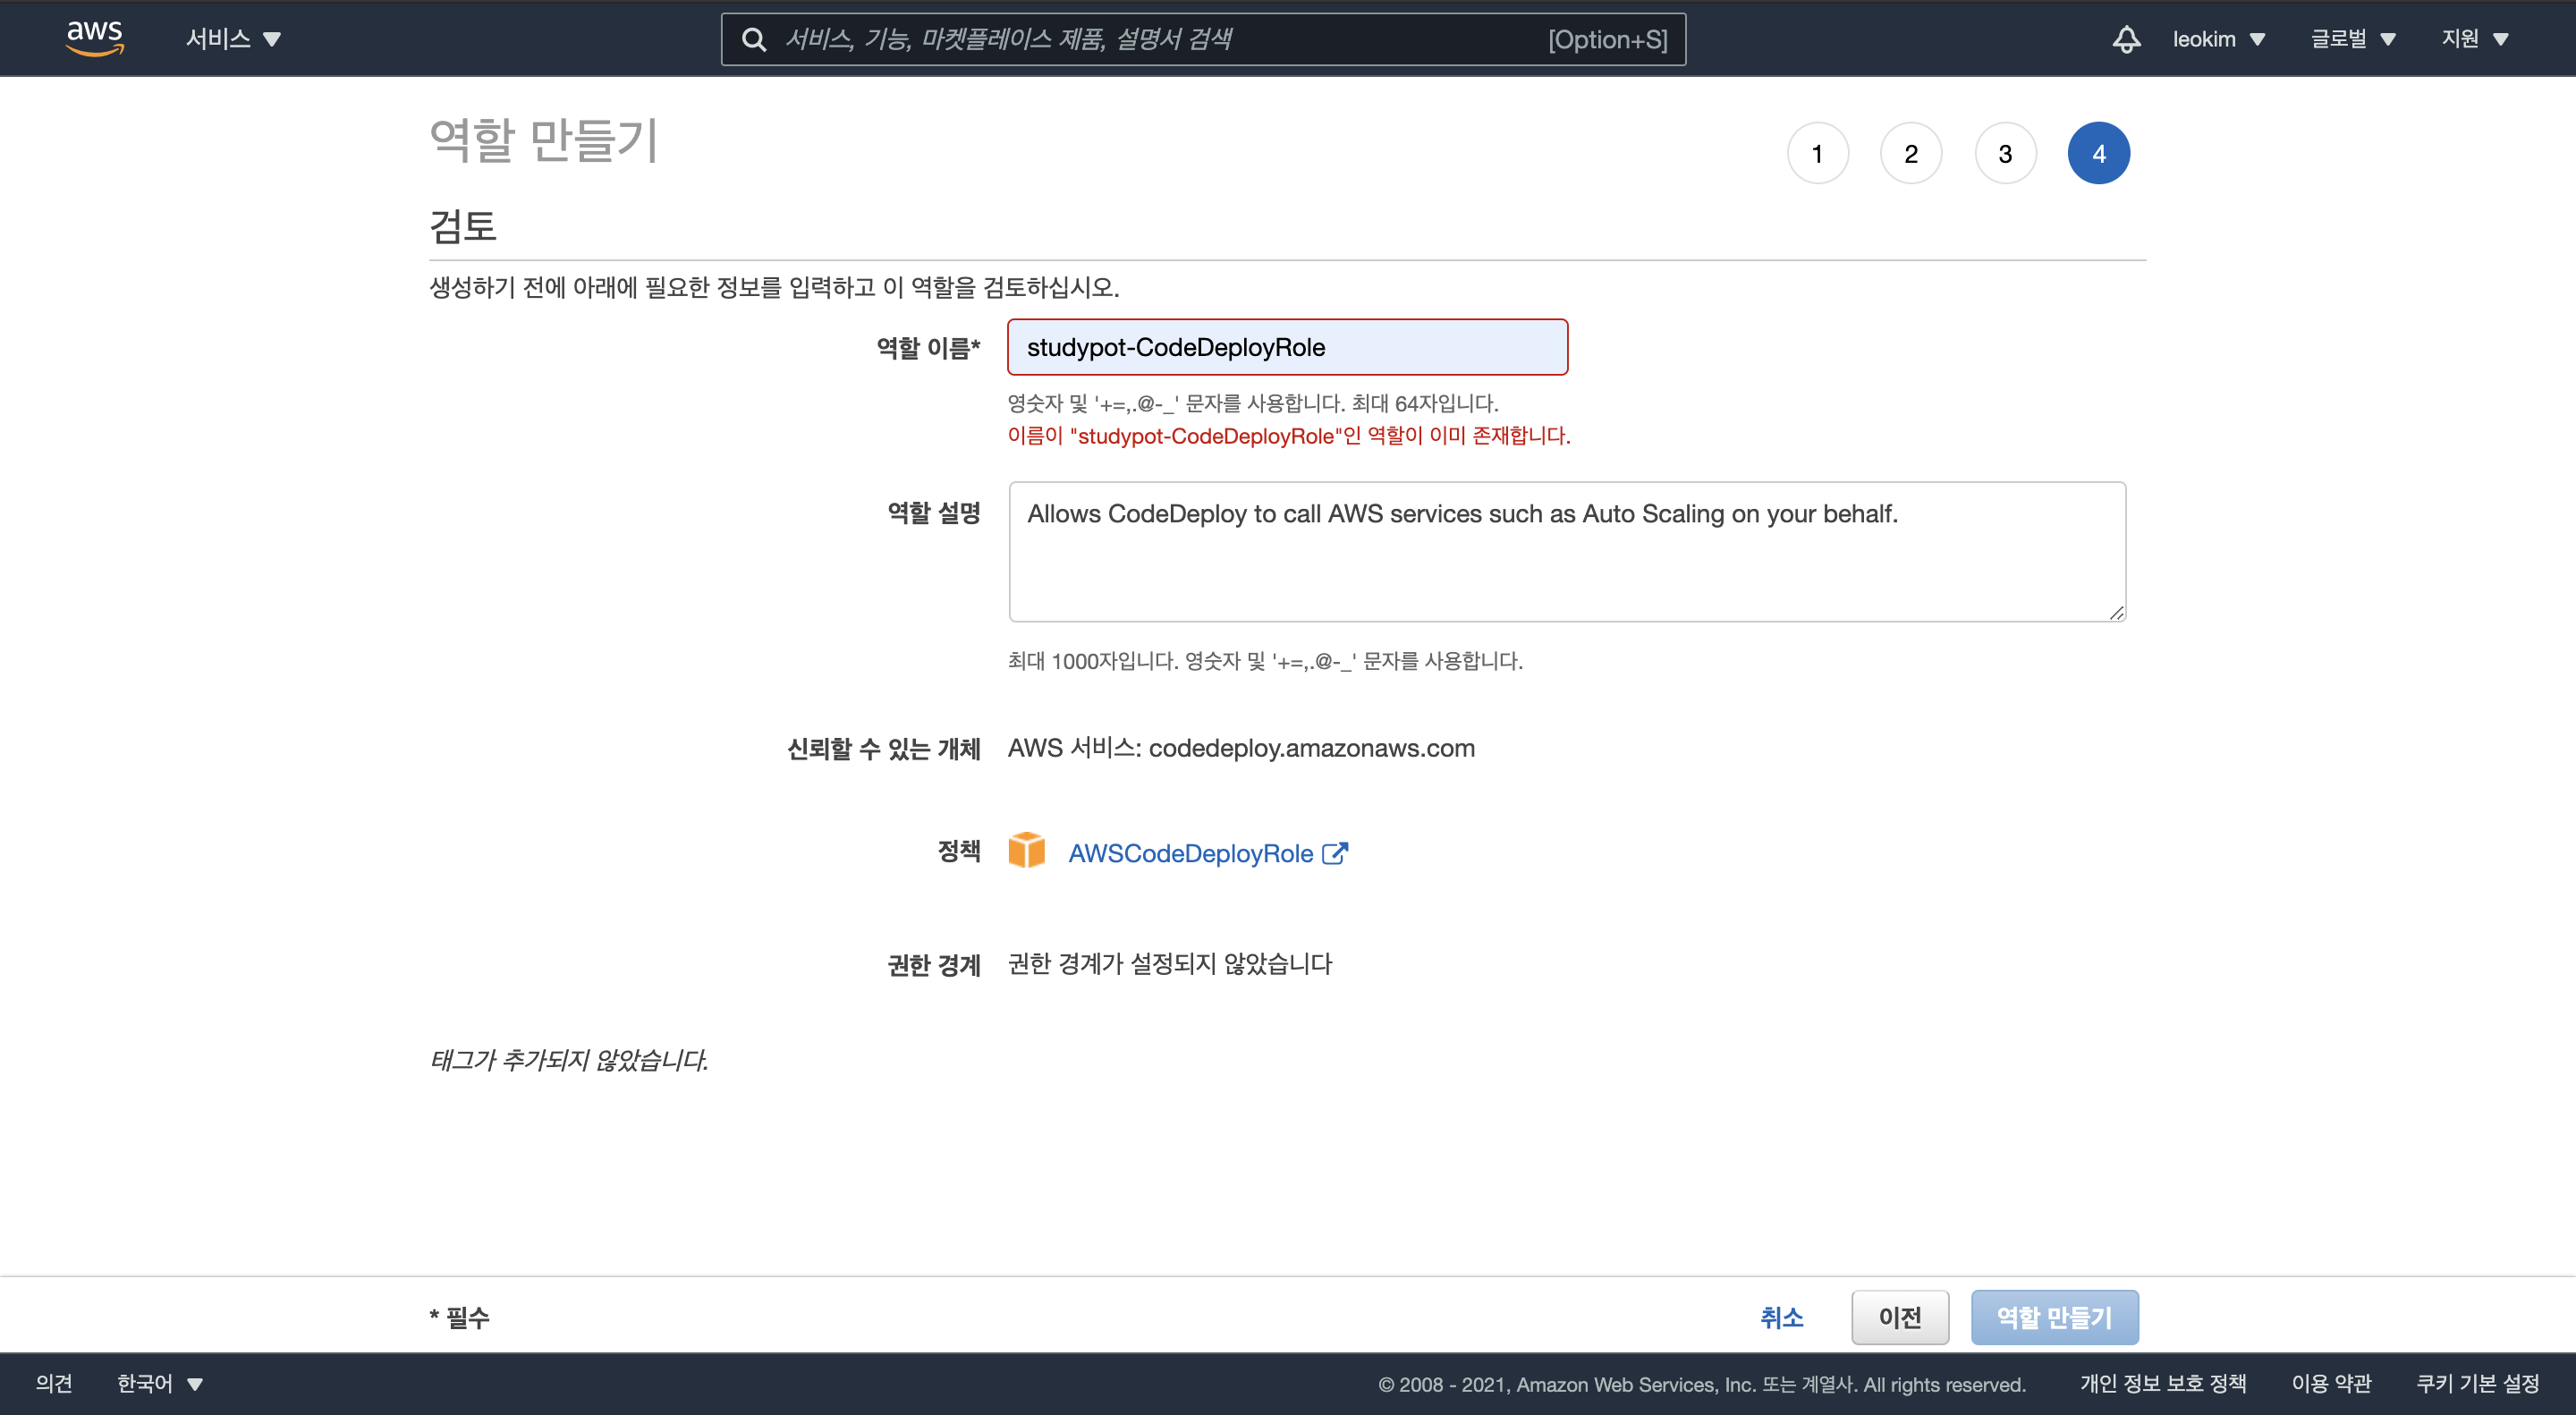 aws 서비스 ▼ 서비스, 기능, 마켓플레이스 제품, 설명서 검색 [Option+S] leokim ▼ 글로벌 ▼ 지원 ▼
역할 만들기 1 2 3 4
검토
생성하기 전에 아래에 필요한 정보를 입력하고 이 역할을 검토하십시오.
역할 이름* studypot-CodeDeployRole
영숫자 및 '+=,.@-_' 문자를 사용합니다. 최대 64자입니다.
이름이 "studypot-CodeDeployRole"인 역할이 이미 존재합니다.
역할 설명 Allows CodeDeploy to call AWS services such as Auto Scaling on your behalf.
최대 1000자입니다. 영숫자 및 '+=,.@-_' 문자를 사용합니다.
신뢰할 수 있는 개체 AWS 서비스: codedeploy.amazonaws.com
정책 AWSCodeDeployRole
권한 경계 권한 경계가 설정되지 않았습니다
태그가 추가되지 않았습니다.
* 필수 취소 이전 역할 만들기
의견 한국어 ▼ © 2008 - 2021, Amazon Web Services, Inc. 또는 계열사. All rights reserved. 개인 정보 보호 정책 이용 약관 쿠키 기본 설정